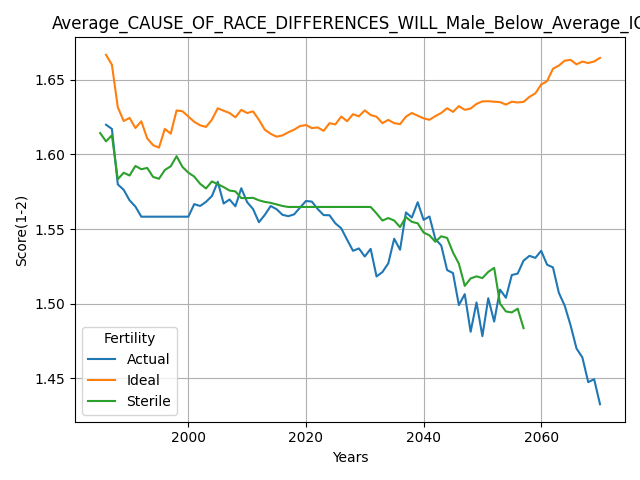 Average_CAUSE_OF_RACE_DIFFERENCES_WILL_Male_Below_Average_IC
1.65
1.60
1.55
1.50
1.45
Score(1-2)
Fertility
Actual
Ideal
Sterile
2000 2020 2040 2060
Years